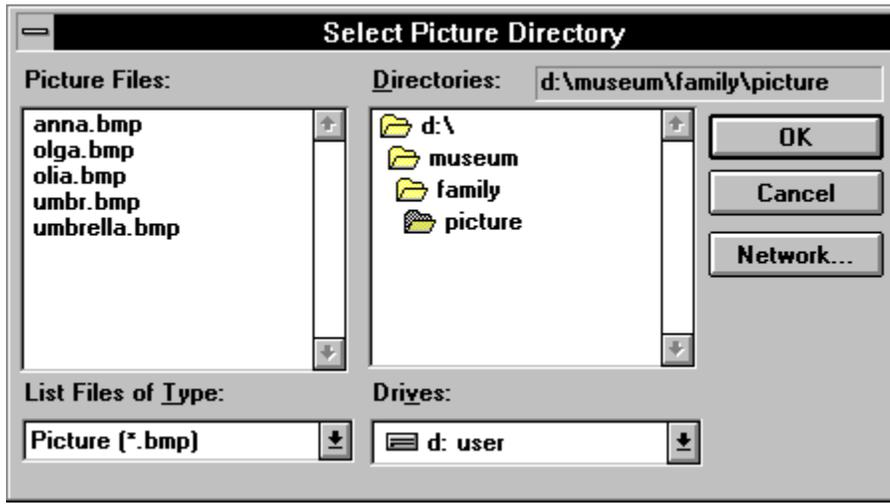 Select Picture Directory
Picture Files:
anna.bmp
olga.bmp
olia.bmp
umbr.bmp
umbrella.bmp
List Files of Type:
Picture (*.bmp)
Directories:
d:\museum\family\picture
d:\
museum
family
picture
Drives:
d: user
OK
Cancel
Network...